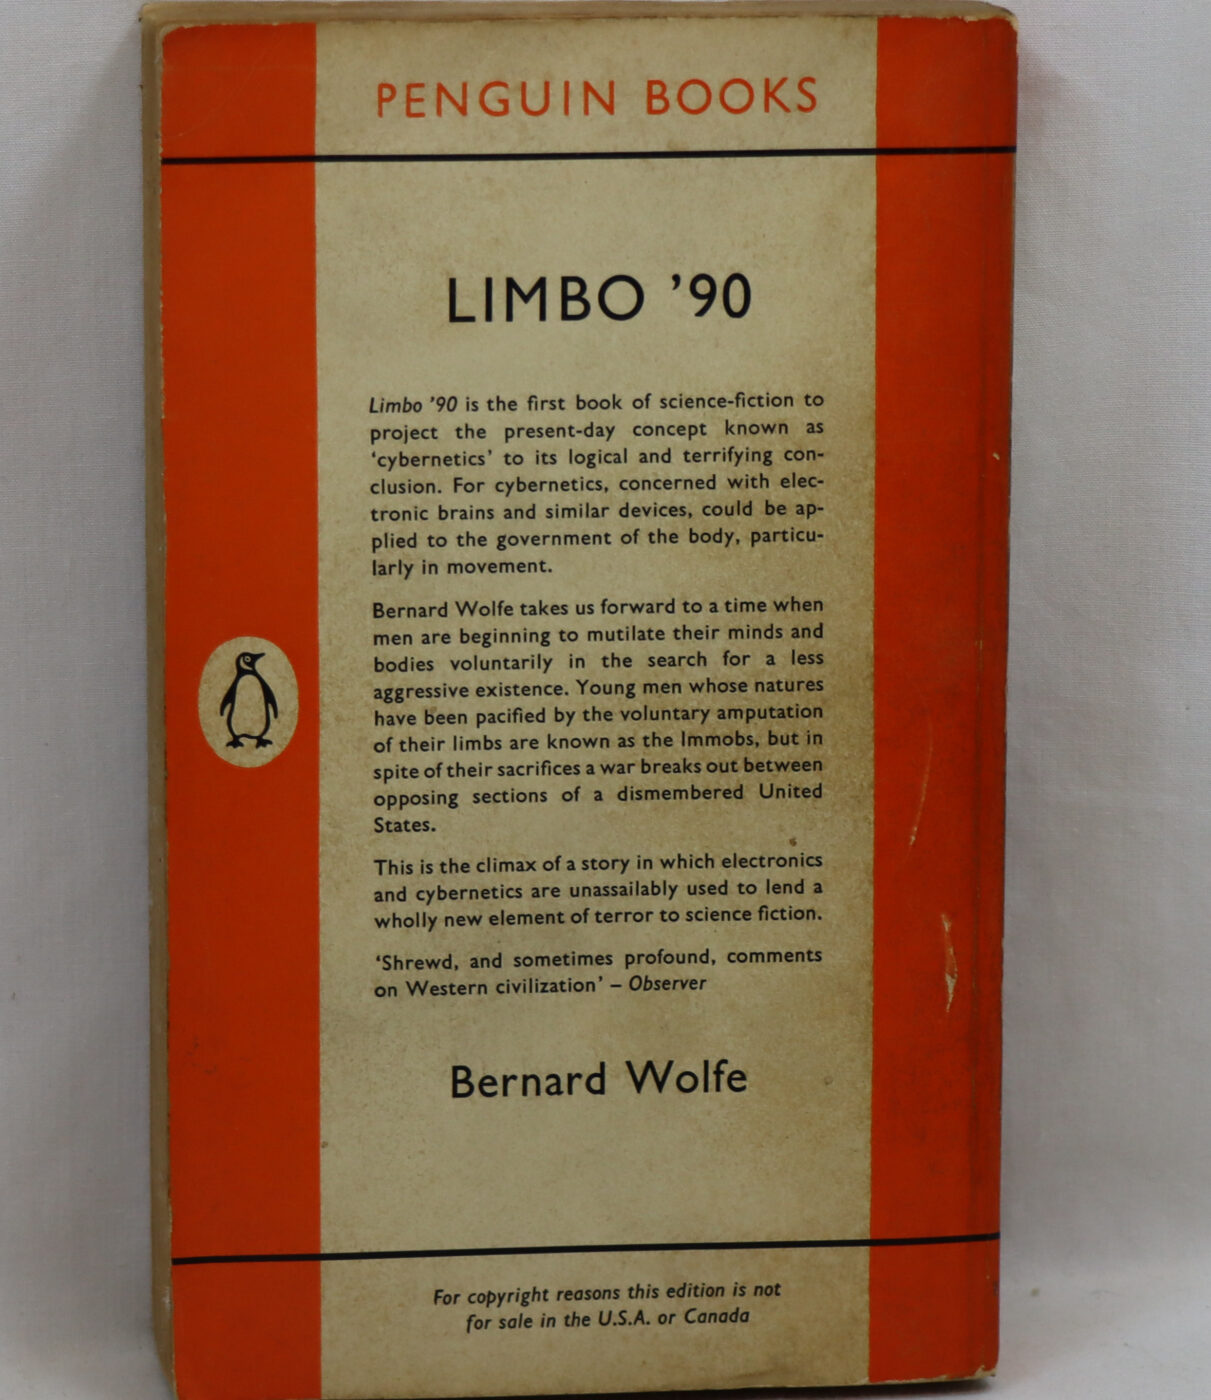 PENGUIN BOOKS
LIMBO ’90
Limbo ’90 is the first book of science-fiction to
project the present-day concept known as
‘cybernetics’ to its logical and terrifying con-
clusion. For cybernetics, concerned with elec-
tronic brains and similar devices, could be ap-
plied to the government of the body, particu-
larly in movement.
Bernard Wolfe takes us forward to a time when
men are beginning to mutilate their minds and
bodies voluntarily in the search for a less
aggressive existence. Young men whose natures
have been pacified by the voluntary amputation
of their limbs are known as the Immobs, but in
spite of their sacrifices a war breaks out between
opposing sections of a dismembered United
States.
This is the climax of a story in which electronics
and cybernetics are unassailably used to lend a
wholly new element of terror to science fiction.
‘Shrewd, and sometimes profound, comments
on Western civilization’ – Observer
Bernard Wolfe
For copyright reasons this edition is not
for sale in the U.S.A. or Canada